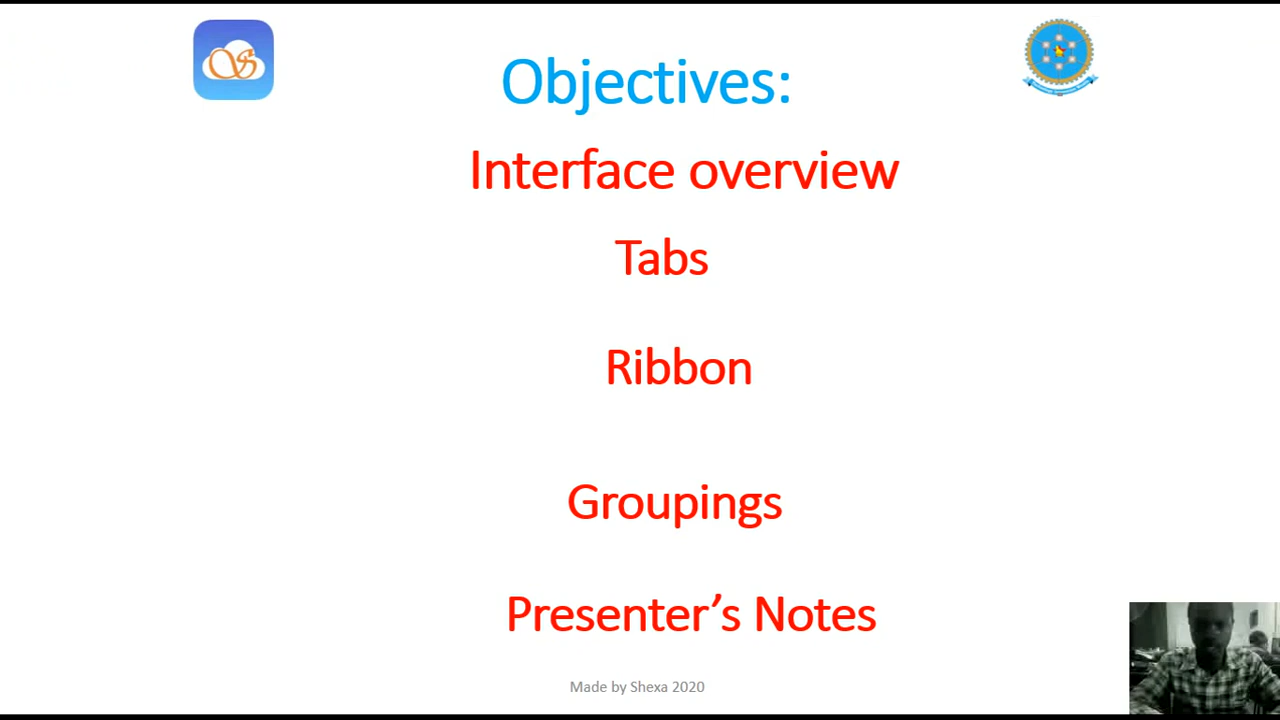 Objectives:
Interface overview
Tabs
Ribbon
Groupings
Presenter’s Notes
Made by Shexa 2020